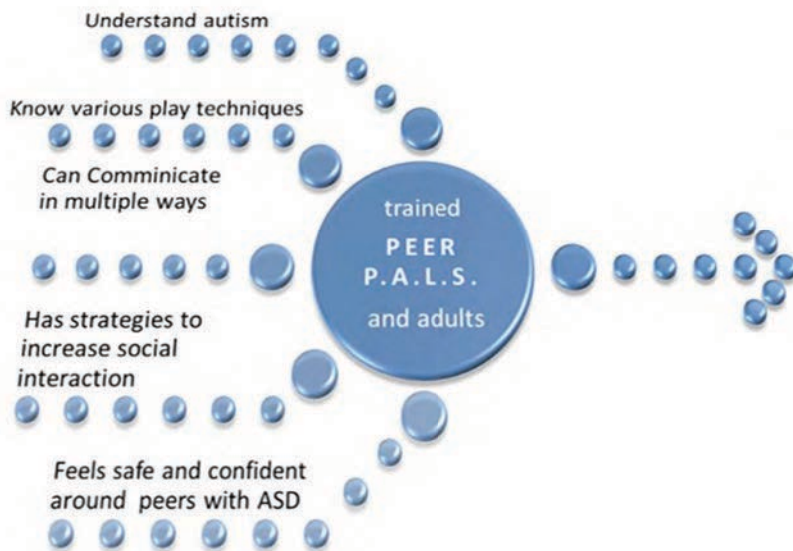 Understand autism
Know various play techniques
Can Comminicate
in multiple ways
Has strategies to
increase social
interaction
Feels safe and confident
around peers with ASD
trained
PEER
P.A.L.S.
and adults